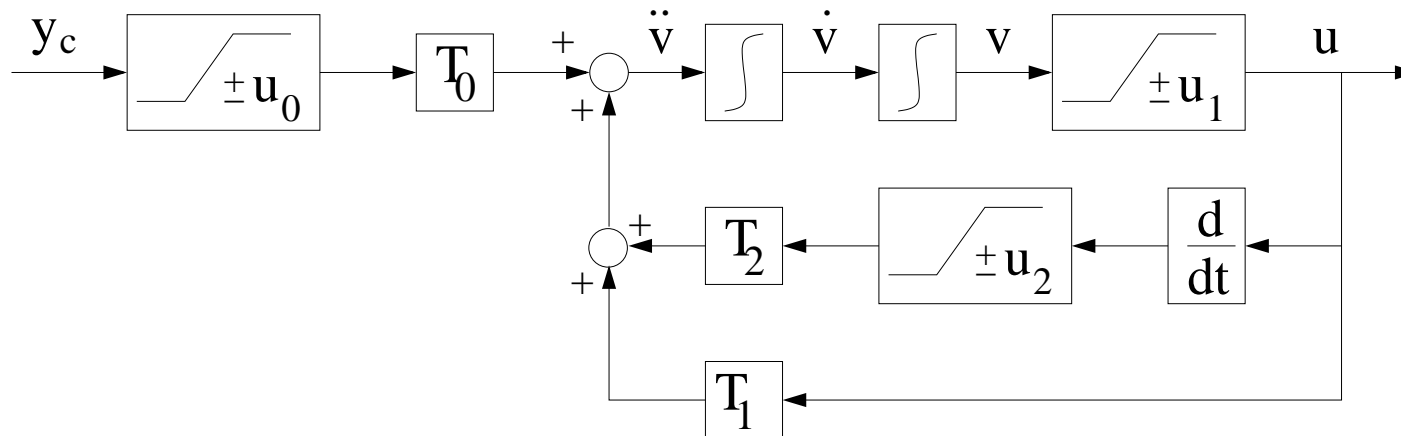 y_c
± u_0
T_0
+
+
v̈
∫
v̇
∫
v
± u_1
u
+
+
T_2
± u_2
d
dt
T_1